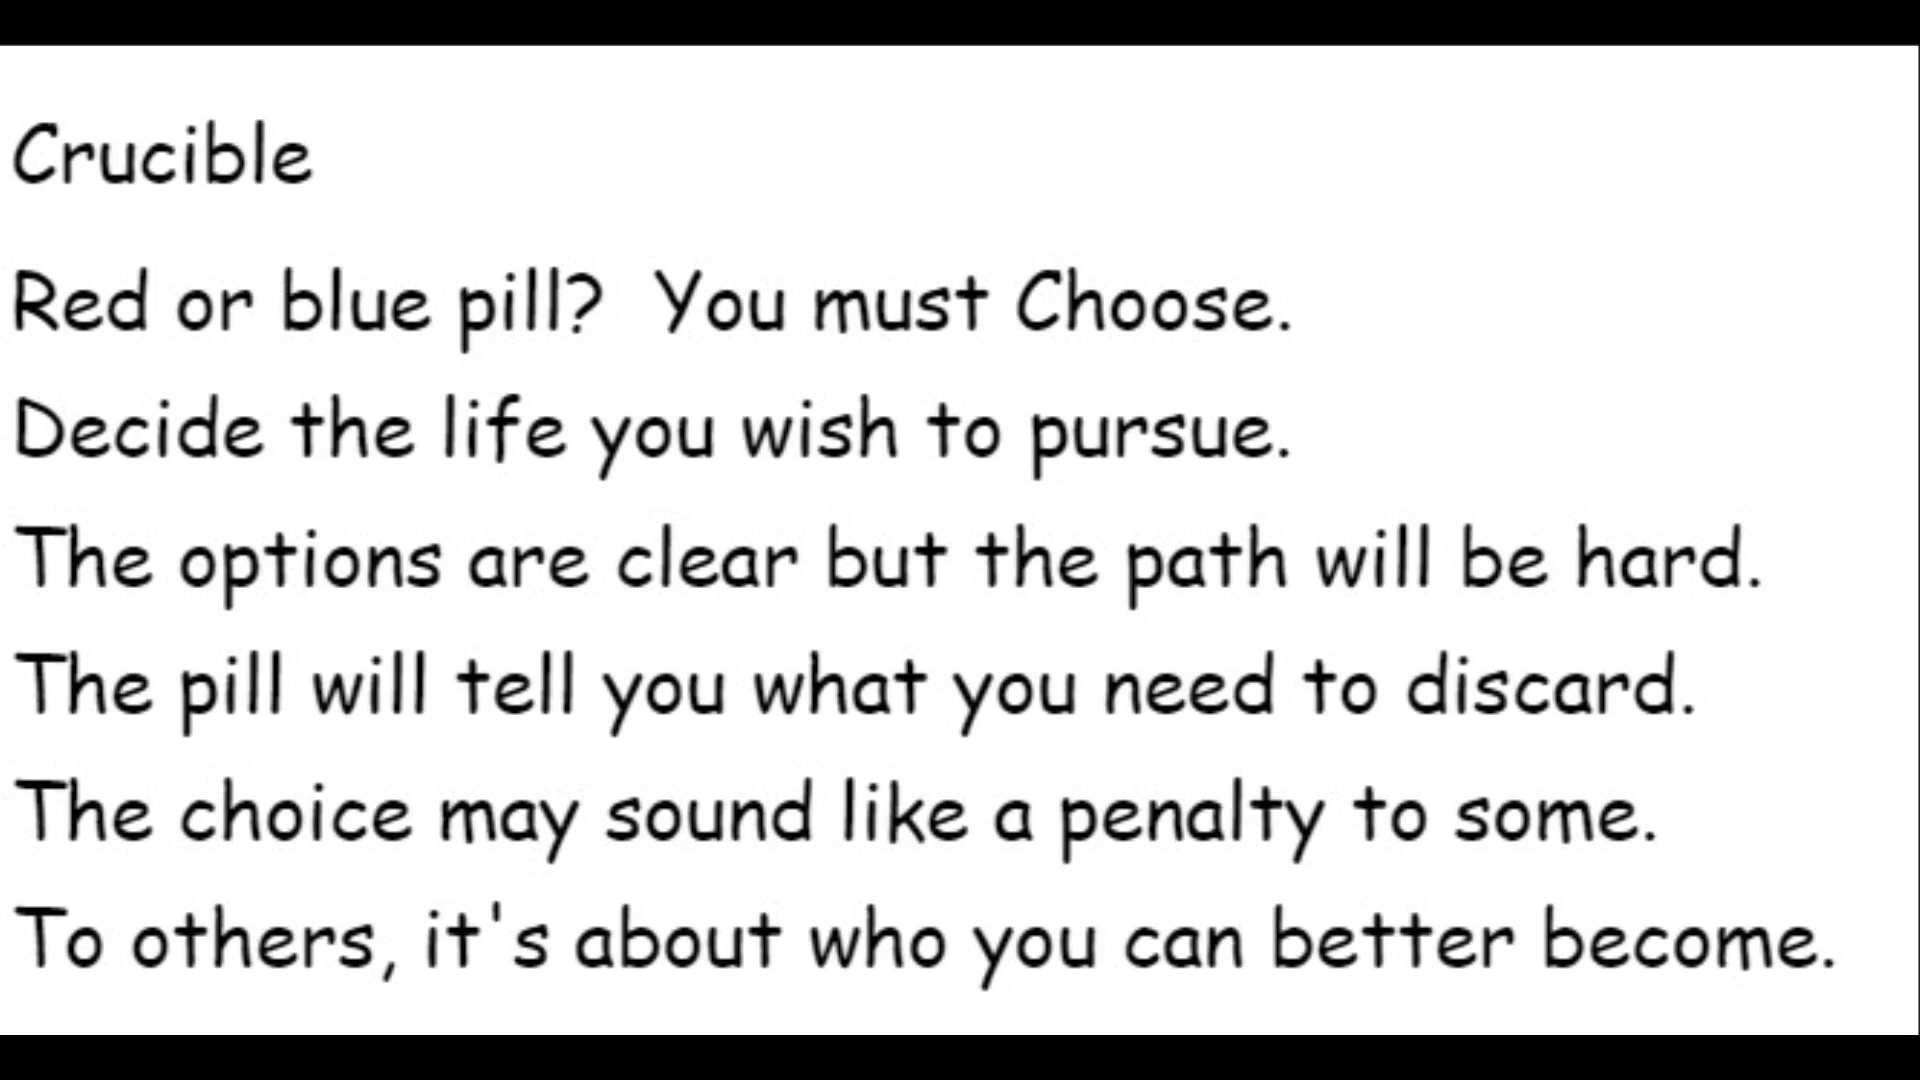 Crucible
Red or blue pill?  You must Choose.
Decide the life you wish to pursue.
The options are clear but the path will be hard.
The pill will tell you what you need to discard.
The choice may sound like a penalty to some.
To others, it's about who you can better become.